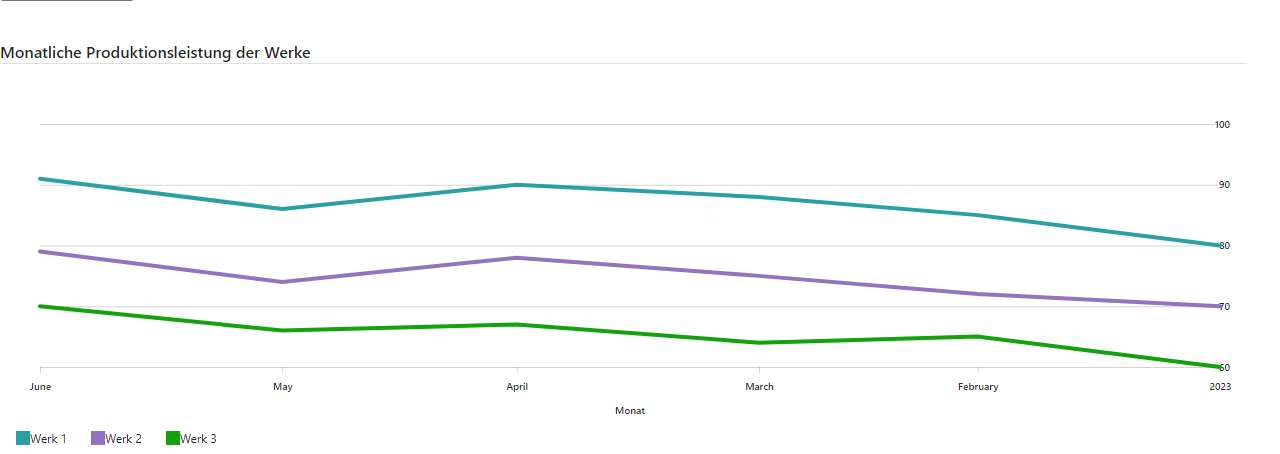 Monatliche Produktionsleistung der Werke
100
90
80
70
60
June May April March February 2023
Monat
Werk 1 Werk 2 Werk 3